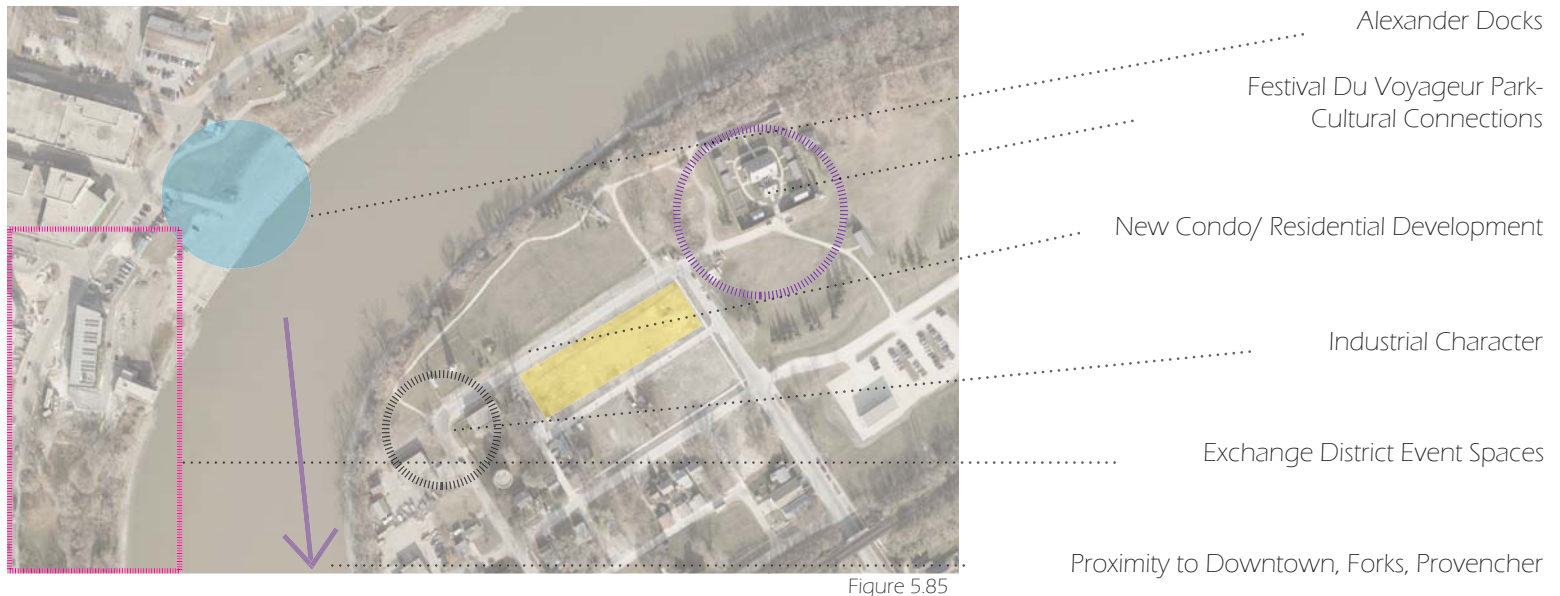 Alexander Docks
Festival Du Voyageur Park-
Cultural Connections
New Condo/ Residential Development
Industrial Character
Exchange District Event Spaces
Proximity to Downtown, Forks, Provencher
Figure 5.85